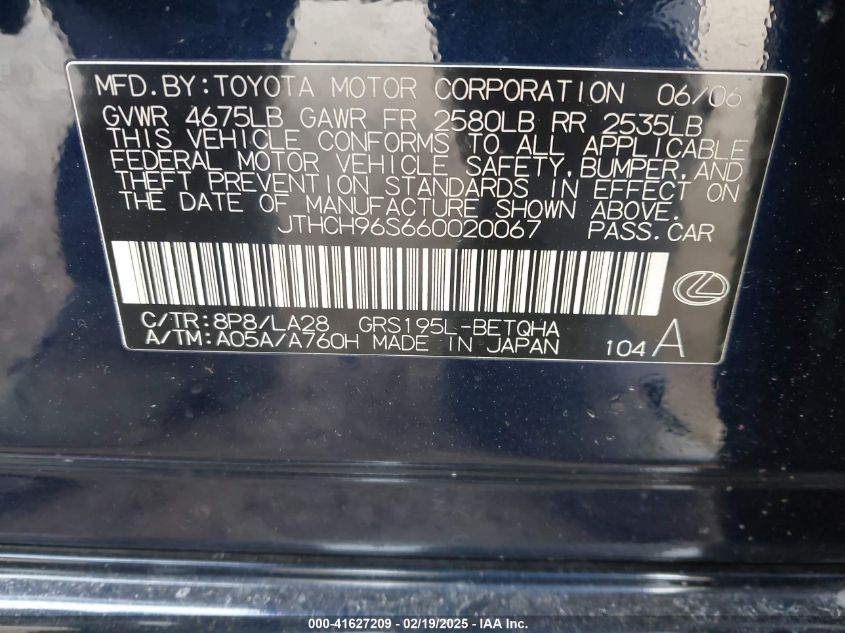 MFD.BY:TOYOTA MOTOR CORPORATION 06/06
GVWR 4675LB GAWR FR 2580LB RR 2535LB
THIS VEHICLE CONFORMS TO ALL APPLICABLE
FEDERAL MOTOR VEHICLE SAFETY,BUMPER,AND
THEFT PREVENTION STANDARDS IN EFFECT ON
THE DATE OF MANUFACTURE SHOWN ABOVE.
JTHCH96S660020067 PASS.CAR
C/TR:8P8/LA28 GRS195L-BETQHA
A/TM:A05A/A760H MADE IN JAPAN 104 A
000-41627209 - 02/19/2025 - IAA Inc.